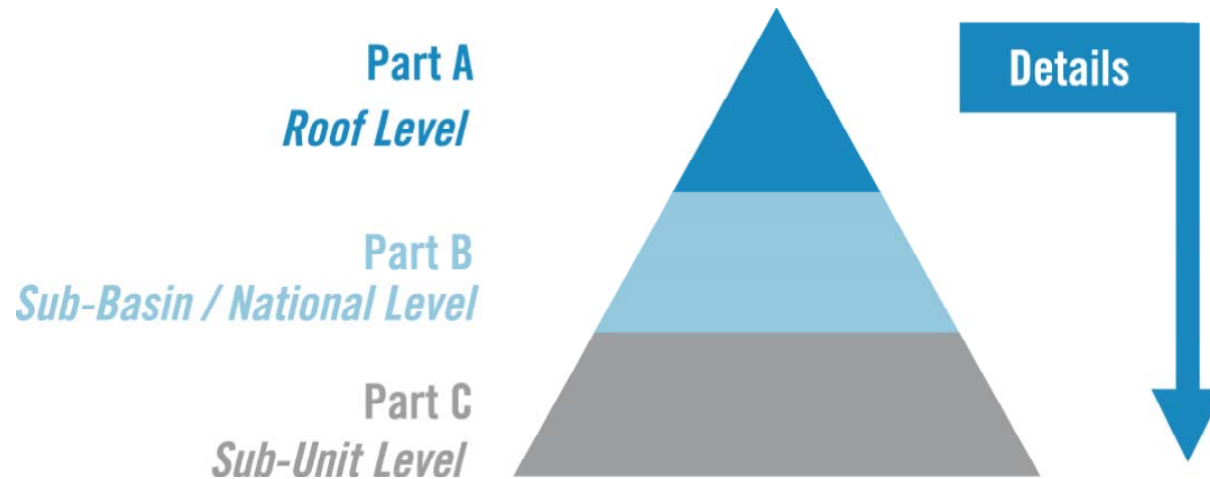 Part A
Roof Level
Details
Part B
Sub-Basin / National Level
Part C
Sub-Unit Level